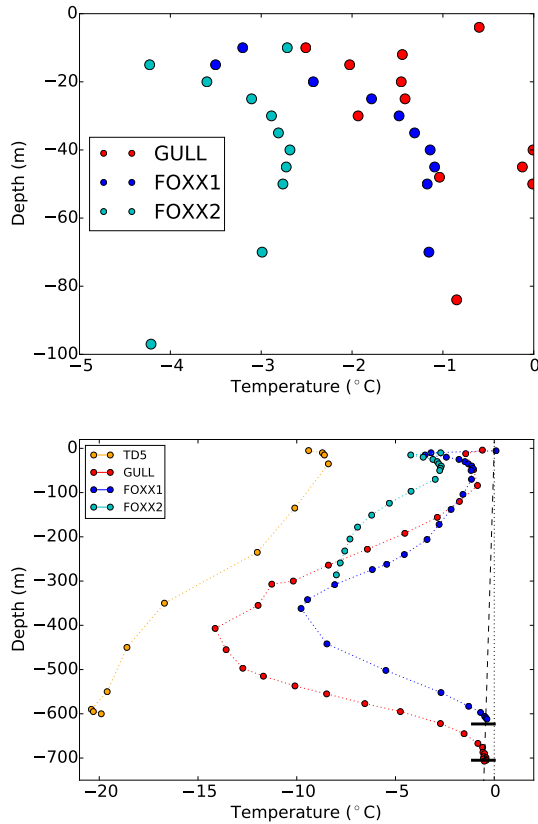 0
−20
−40
−60
−80
−100
Depth (m)
GULL
FOXX1
FOXX2
−5 −4 −3 −2 −1 0
Temperature (°C)
0
−100
−200
−300
−400
−500
−600
−700
Depth (m)
TD5
GULL
FOXX1
FOXX2
−20 −15 −10 −5 0
Temperature (°C)